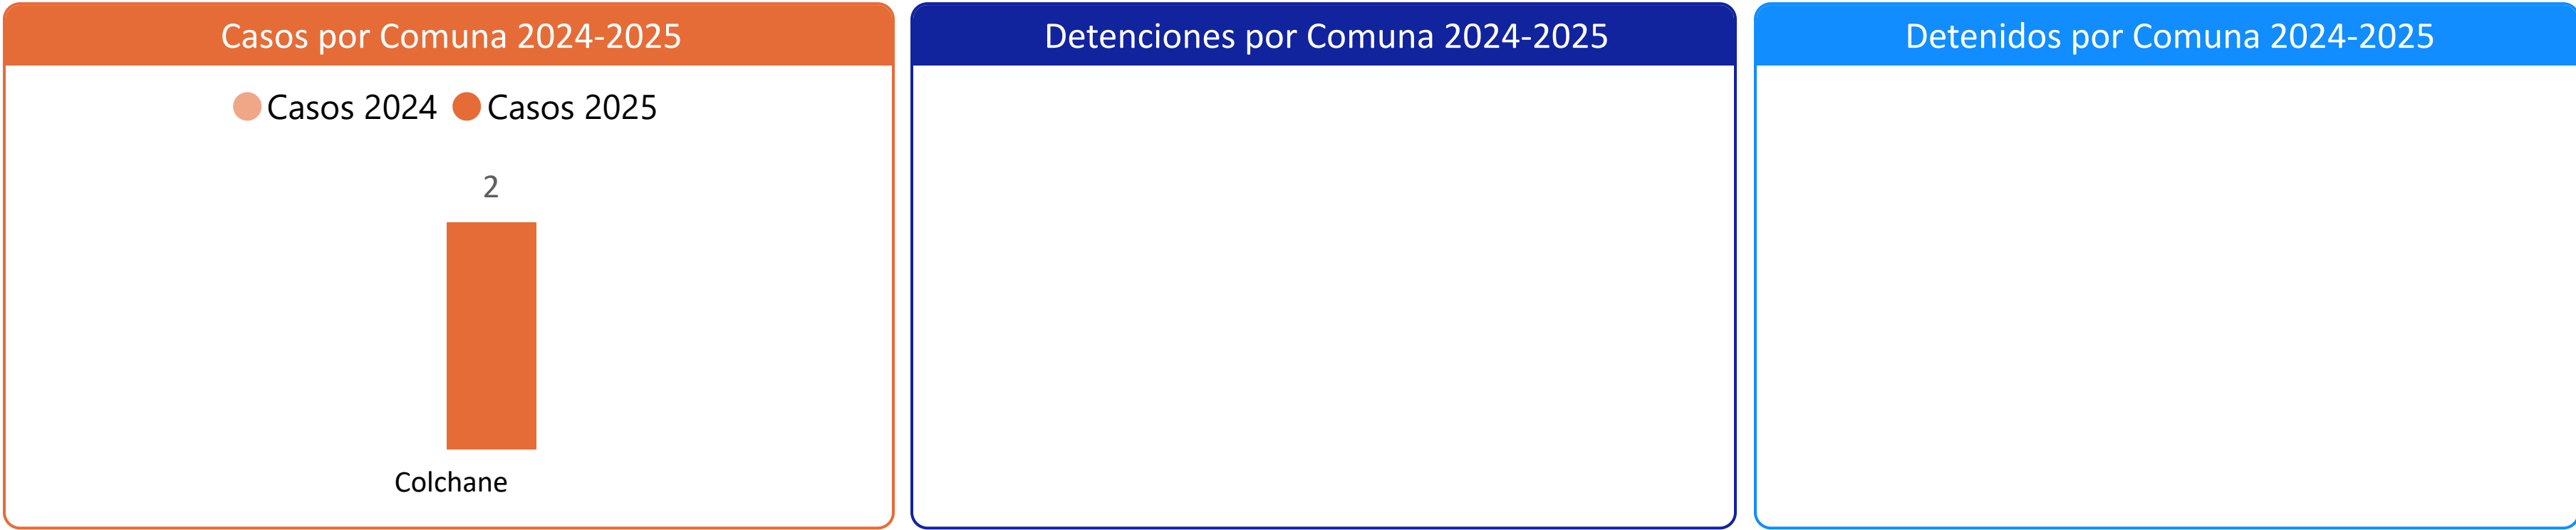 Casos por Comuna 2024-2025
Casos 2024 Casos 2025
2
Colchane
Detenciones por Comuna 2024-2025
Detenidos por Comuna 2024-2025